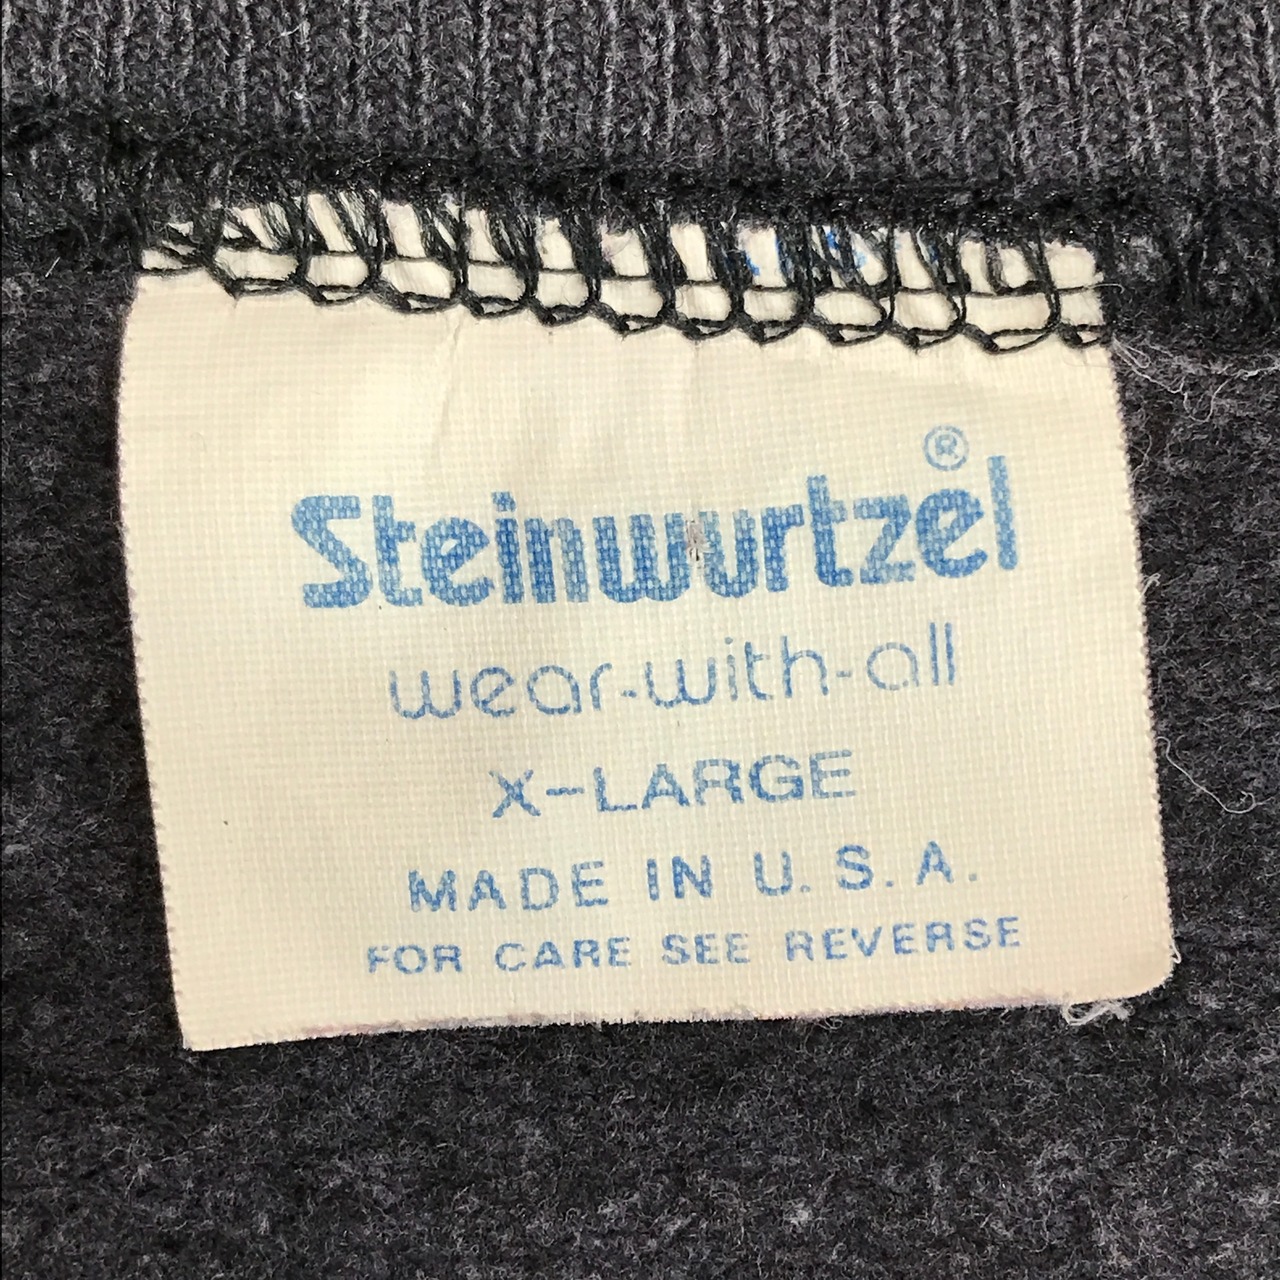 Steinwurtzel®
wear-with-all
X-LARGE
MADE IN U.S.A.
FOR CARE SEE REVERSE